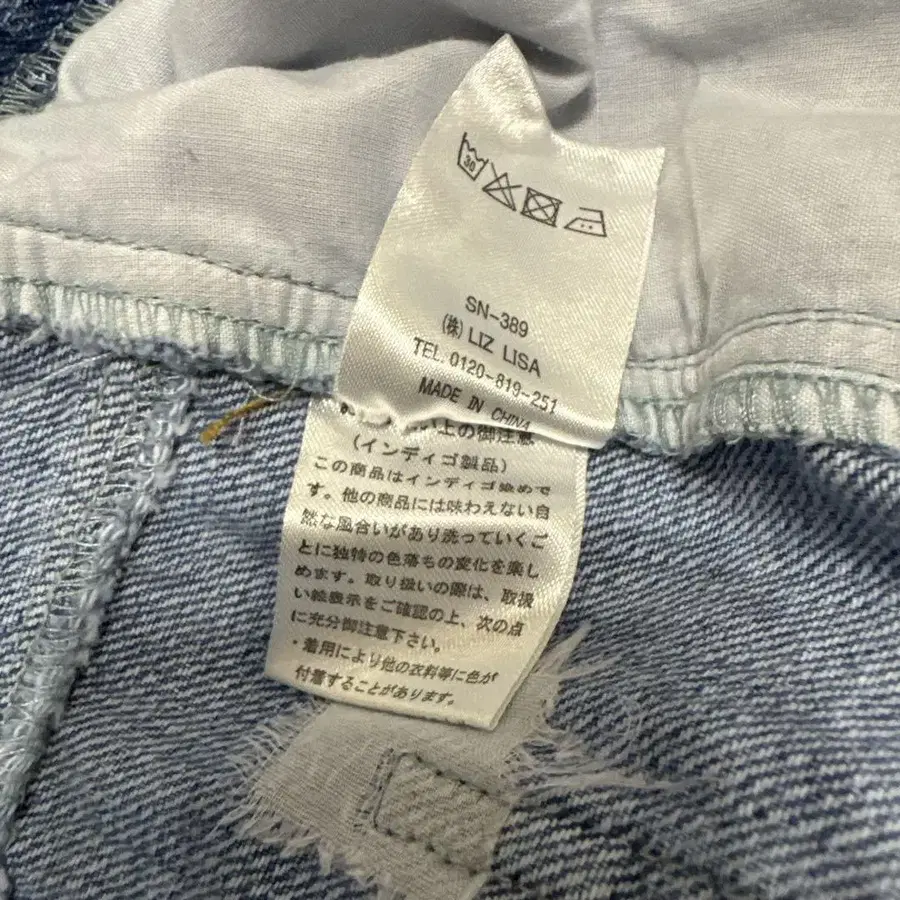 30
SN-389
(株) LIZ LISA
TEL.0120-819-251
MADE IN CHINA
上の御注意
(インディゴ製品)
この商品はインディゴ染めで
す。他の商品には味わえない自
然な風合いがあり洗っていくご
とに独特の色落ちの変化を楽し
めます。取り扱いの際は、取扱
い絵表示をご確認の上、次の点
に充分御注意下さい。
・着用により他の衣料等に色が
付着することがあります。